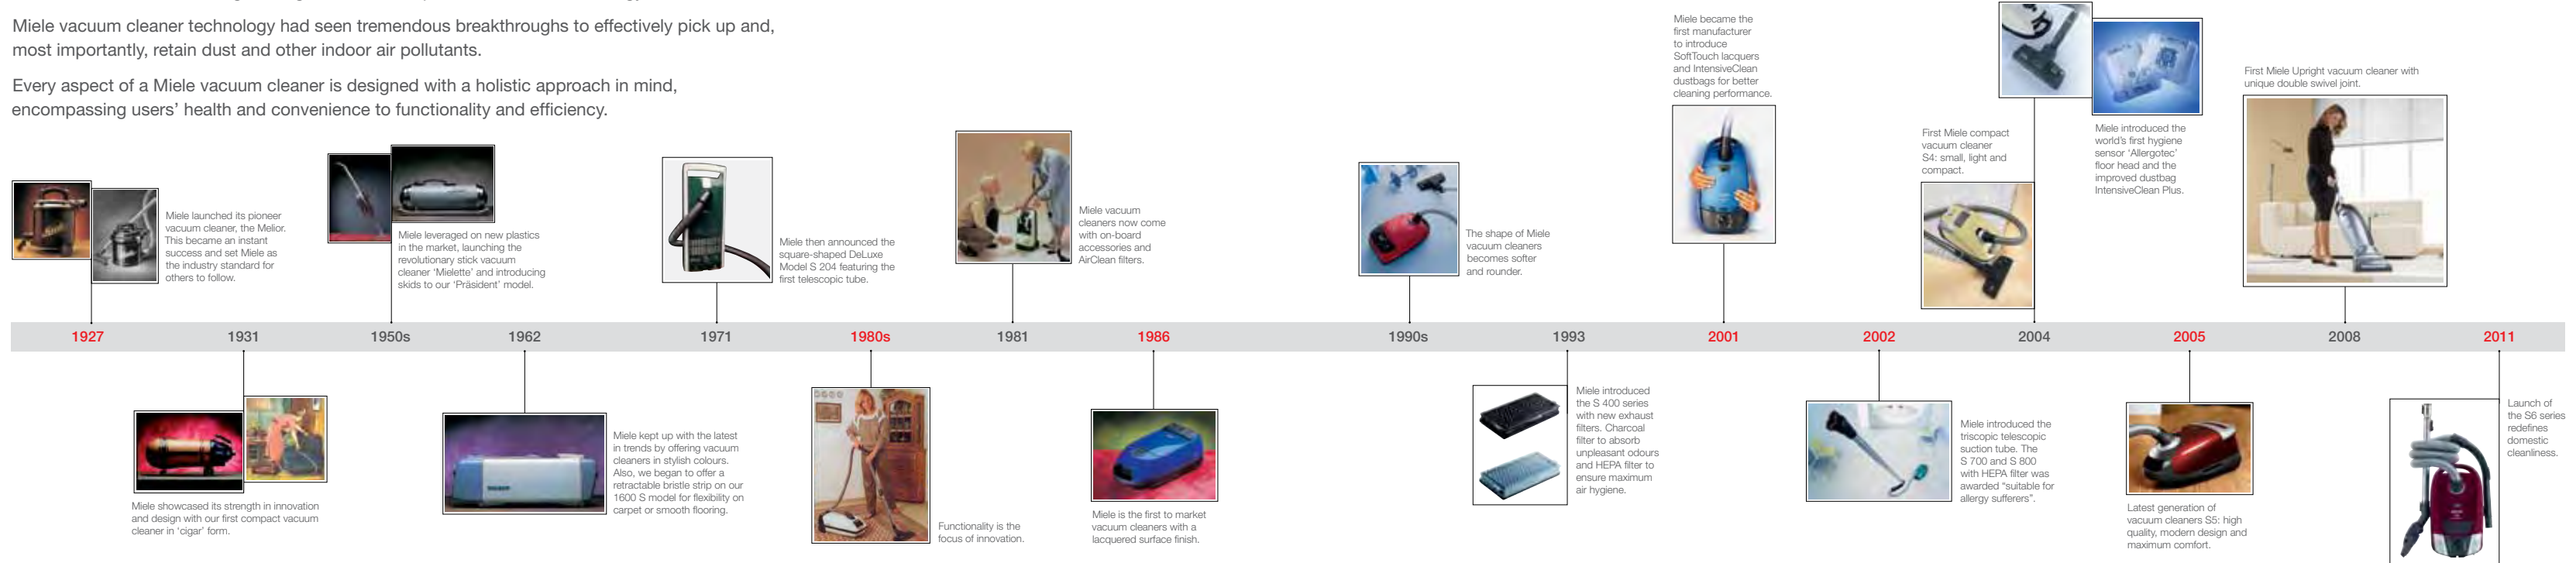 Miele vacuum cleaner technology had seen tremendous breakthroughs to effectively pick up and,
most importantly, retain dust and other indoor air pollutants.
Every aspect of a Miele vacuum cleaner is designed with a holistic approach in mind,
encompassing users’ health and convenience to functionality and efficiency.
Miele launched its pioneer
vacuum cleaner, the Melior.
This became an instant
success and set Miele as
the industry standard for
others to follow.
Miele leveraged on new plastics
in the market, launching the
revolutionary stick vacuum
cleaner ‘Mielette’ and introducing
skids to our ‘Präsident’ model.
Miele then announced the
square-shaped DeLuxe
Model S 204 featuring the
first telescopic tube.
Miele vacuum
cleaners now come
with on-board
accessories and
AirClean filters.
The shape of Miele
vacuum cleaners
becomes softer
and rounder.
Miele became the
first manufacturer
to introduce
SoftTouch lacquers
and IntensiveClean
dustbags for better
cleaning performance.
First Miele compact
vacuum cleaner
S4: small, light and
compact.
Miele introduced the
world’s first hygiene
sensor ‘Allergotec’
floor head and the
improved dustbag
IntensiveClean Plus.
First Miele Upright vacuum cleaner with
unique double swivel joint.
1927 1931 1950s 1962 1971 1980s 1981 1986 1990s 1993 2001 2002 2004 2005 2008 2011
Miele showcased its strength in innovation
and design with our first compact vacuum
cleaner in ‘cigar’ form.
Miele kept up with the latest
in trends by offering vacuum
cleaners in stylish colours.
Also, we began to offer a
retractable bristle strip on our
1600 S model for flexibility on
carpet or smooth flooring.
Functionality is the
focus of innovation.
Miele is the first to market
vacuum cleaners with a
lacquered surface finish.
Miele introduced
the S 400 series
with new exhaust
filters. Charcoal
filter to absorb
unpleasant odours
and HEPA filter to
ensure maximum
air hygiene.
Miele introduced the
triscopic telescopic
suction tube. The
S 700 and S 800
with HEPA filter was
awarded “suitable for
allergy sufferers”.
Latest generation of
vacuum cleaners S5: high
quality, modern design and
maximum comfort.
Launch of
the S6 series
redefines
domestic
cleanliness.